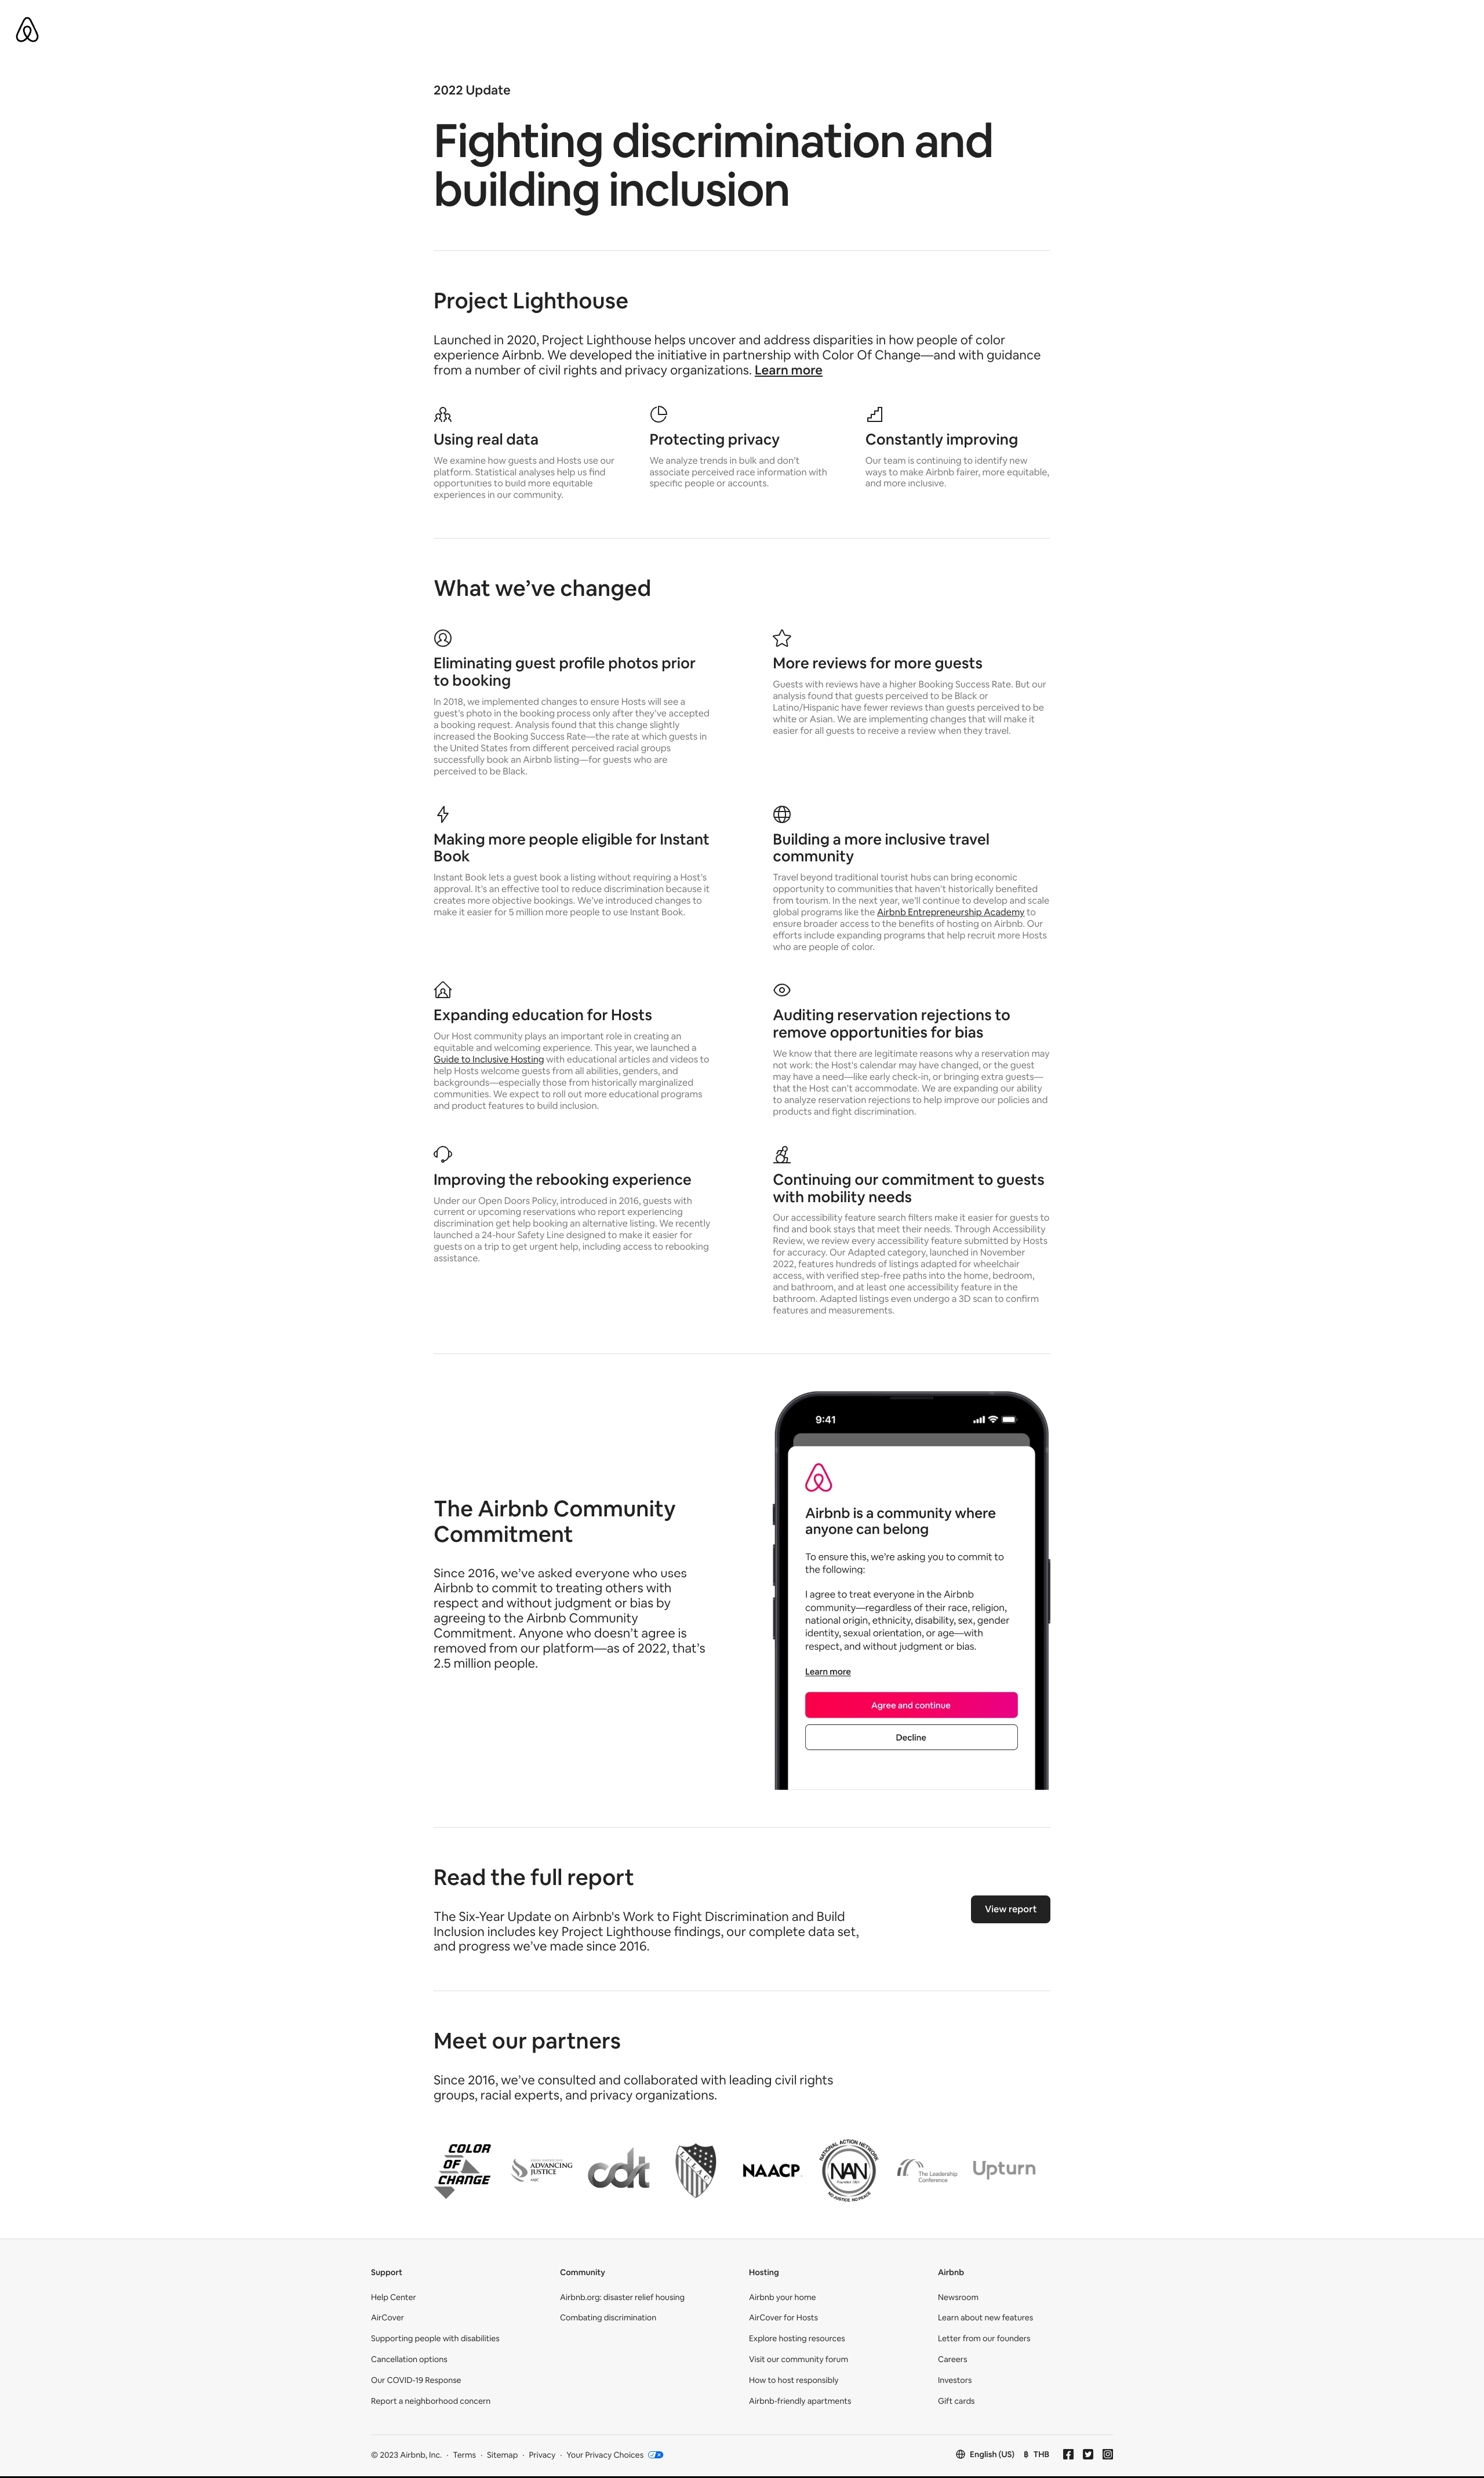 2022 Update
Fighting discrimination and
building inclusion
Project Lighthouse
Launched in 2020, Project Lighthouse helps uncover and address disparities in how people of color
experience Airbnb. We developed the initiative in partnership with Color Of Change—and with guidance
from a number of civil rights and privacy organizations. Learn more
Using real data
We examine how guests and Hosts use our
platform. Statistical analyses help us find
opportunities to build more equitable
experiences in our community.
Protecting privacy
We analyze trends in bulk and don't
associate perceived race information with
specific people or accounts.
Constantly improving
Our team is continuing to identify new
ways to make Airbnb fairer, more equitable,
and more inclusive.
What we've changed
Eliminating guest profile photos prior
to booking
In 2018, we implemented changes to ensure Hosts will see a
guest's photo in the booking process only after they've accepted
a booking request. Analysis found that this change slightly
increased the Booking Success Rate—the rate at which guests in
the United States from different perceived racial groups
successfully book an Airbnb listing—for guests who are
perceived to be Black.
More reviews for more guests
Guests with reviews have a higher Booking Success Rate. But our
analysis found that guests perceived to be Black or
Latino/Hispanic have fewer reviews than guests perceived to be
white or Asian. We are implementing changes that will make it
easier for all guests to receive a review when they travel.
Making more people eligible for Instant
Book
Instant Book lets a guest book a listing without requiring a Host's
approval. It's an effective tool to reduce discrimination because it
creates more objective bookings. We've introduced changes to
make it easier for 5 million more people to use Instant Book.
Building a more inclusive travel
community
Travel beyond traditional tourist hubs can bring economic
opportunity to communities that haven't historically benefited
from tourism. In the next year, we'll continue to develop and scale
global programs like the Airbnb Entrepreneurship Academy to
ensure broader access to the benefits of hosting on Airbnb. Our
efforts include expanding programs that help recruit more Hosts
who are people of color.
Expanding education for Hosts
Our Host community plays an important role in creating an
equitable and welcoming experience. This year, we launched a
Guide to Inclusive Hosting with educational articles and videos to
help Hosts welcome guests from all abilities, genders, and
backgrounds—especially those from historically marginalized
communities. We expect to roll out more educational programs
and product features to build inclusion.
Auditing reservation rejections to
remove opportunities for bias
We know that there are legitimate reasons why a reservation may
not work: the Host's calendar may have changed, or the guest
may have a need—like early check-in, or bringing extra guests—
that the Host can't accommodate. We are expanding our ability
to analyze reservation rejections to help improve our policies and
products and fight discrimination.
Improving the rebooking experience
Under our Open Doors Policy, introduced in 2016, guests with
current or upcoming reservations who report experiencing
discrimination get help booking an alternative listing. We recently
launched a 24-hour Safety Line designed to make it easier for
guests on a trip to get urgent help, including access to rebooking
assistance.
Continuing our commitment to guests
with mobility needs
Our accessibility feature search filters make it easier for guests to
find and book stays that meet their needs. Through Accessibility
Review, we review every accessibility feature submitted by Hosts
for accuracy. Our Adapted category, launched in November
2022, features hundreds of listings adapted for wheelchair
access, with verified step-free paths into the home, bedroom,
and bathroom, and at least one accessibility feature in the
bathroom. Adapted listings even undergo a 3D scan to confirm
features and measurements.
The Airbnb Community
Commitment
Since 2016, we've asked everyone who uses
Airbnb to commit to treating others with
respect and without judgment or bias by
agreeing to the Airbnb Community
Commitment. Anyone who doesn't agree is
removed from our platform—as of 2022, that's
2.5 million people.
9:41
Airbnb is a community where
anyone can belong
To ensure this, we're asking you to commit to
the following:
I agree to treat everyone in the Airbnb
community—regardless of their race, religion,
national origin, ethnicity, disability, sex, gender
identity, sexual orientation, or age—with
respect, and without judgment or bias.
Learn more
Agree and continue
Decline
Read the full report
The Six-Year Update on Airbnb's Work to Fight Discrimination and Build
Inclusion includes key Project Lighthouse findings, our complete data set,
and progress we've made since 2016.
View report
Meet our partners
Since 2016, we've consulted and collaborated with leading civil rights
groups, racial experts, and privacy organizations.
COLOR
OF
CHANGE
ADVANCING
JUSTICE
AAJC
cdt
LULAC
NAACP
NATIONAL ACTION NETWORK
NAN
NO JUSTICE NO PEACE
The Leadership
Conference
Upturn
Support
Help Center
AirCover
Supporting people with disabilities
Cancellation options
Our COVID-19 Response
Report a neighborhood concern
Community
Airbnb.org: disaster relief housing
Combating discrimination
Hosting
Airbnb your home
AirCover for Hosts
Explore hosting resources
Visit our community forum
How to host responsibly
Airbnb-friendly apartments
Airbnb
Newsroom
Learn about new features
Letter from our founders
Careers
Investors
Gift cards
© 2023 Airbnb, Inc. · Terms · Sitemap · Privacy · Your Privacy Choices
English (US) ฿ THB